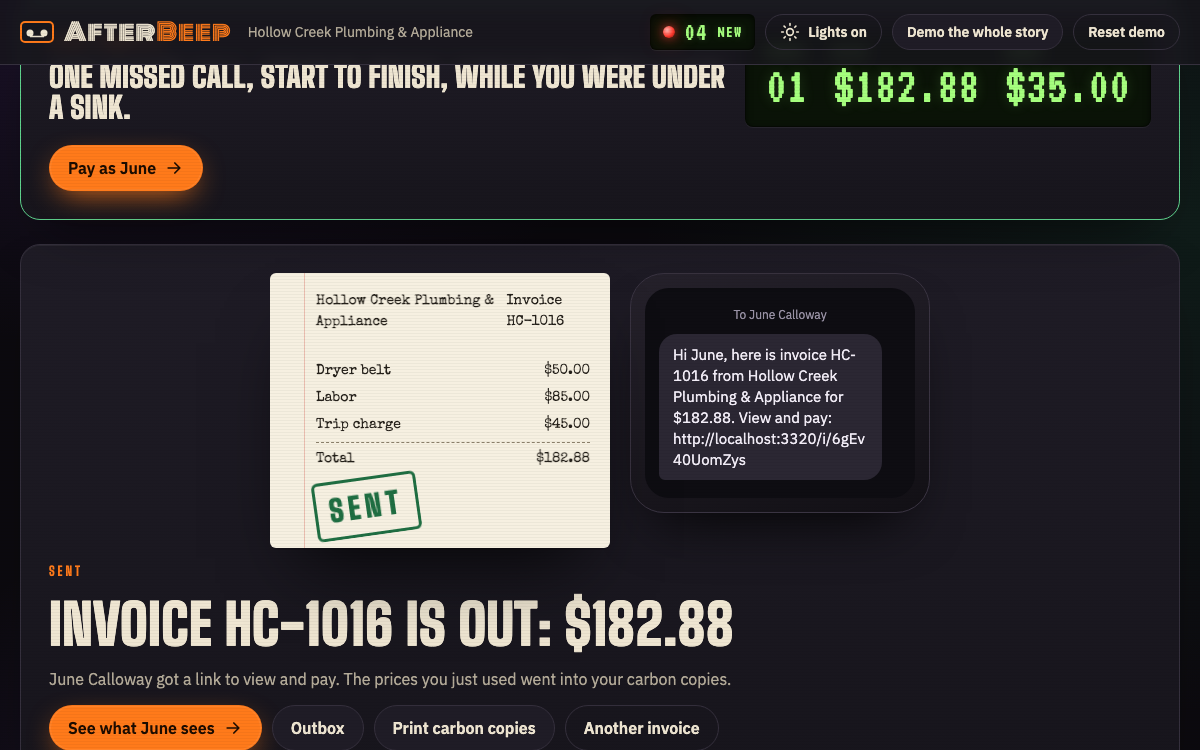 AFTERBEEP
Hollow Creek Plumbing & Appliance
04 NEW
Lights on
Demo the whole story
Reset demo
ONE MISSED CALL, START TO FINISH, WHILE YOU WERE UNDER
A SINK.
01 $182.88 $35.00
Pay as June →
Hollow Creek Plumbing &
Appliance
Invoice
HC-1016
Dryer belt $50.00
Labor $85.00
Trip charge $45.00
Total $182.88
SENT
To June Calloway
Hi June, here is invoice HC-
1016 from Hollow Creek
Plumbing & Appliance for
$182.88. View and pay:
http://localhost:3320/i/6gEv
40UomZys
SENT
INVOICE HC-1016 IS OUT: $182.88
June Calloway got a link to view and pay. The prices you just used went into your carbon copies.
See what June sees →
Outbox
Print carbon copies
Another invoice